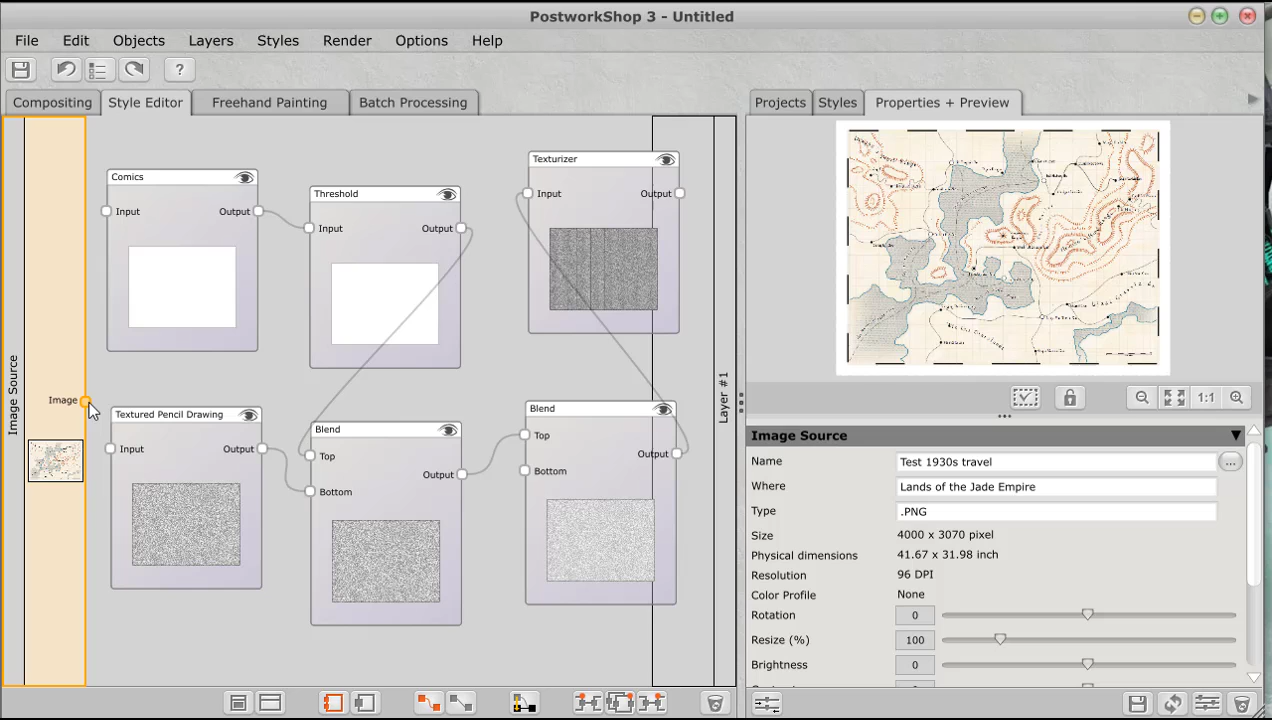 PostworkShop 3 - Untitled
File Edit Objects Layers Styles Render Options Help
?
Compositing Style Editor Freehand Painting Batch Processing
Projects Styles Properties + Preview
Image Source
Image
Comics
Input Output
Threshold
Input Output
Texturizer
Input Output
Textured Pencil Drawing
Input Output
Blend
Top
Output
Bottom
Blend
Top
Output
Bottom
Layer #1
1:1
Image Source
Name Test 1930s travel ...
Where Lands of the Jade Empire
Type .PNG
Size 4000 x 3070 pixel
Physical dimensions 41.67 x 31.98 inch
Resolution 96 DPI
Color Profile None
Rotation 0
Resize (%) 100
Brightness 0